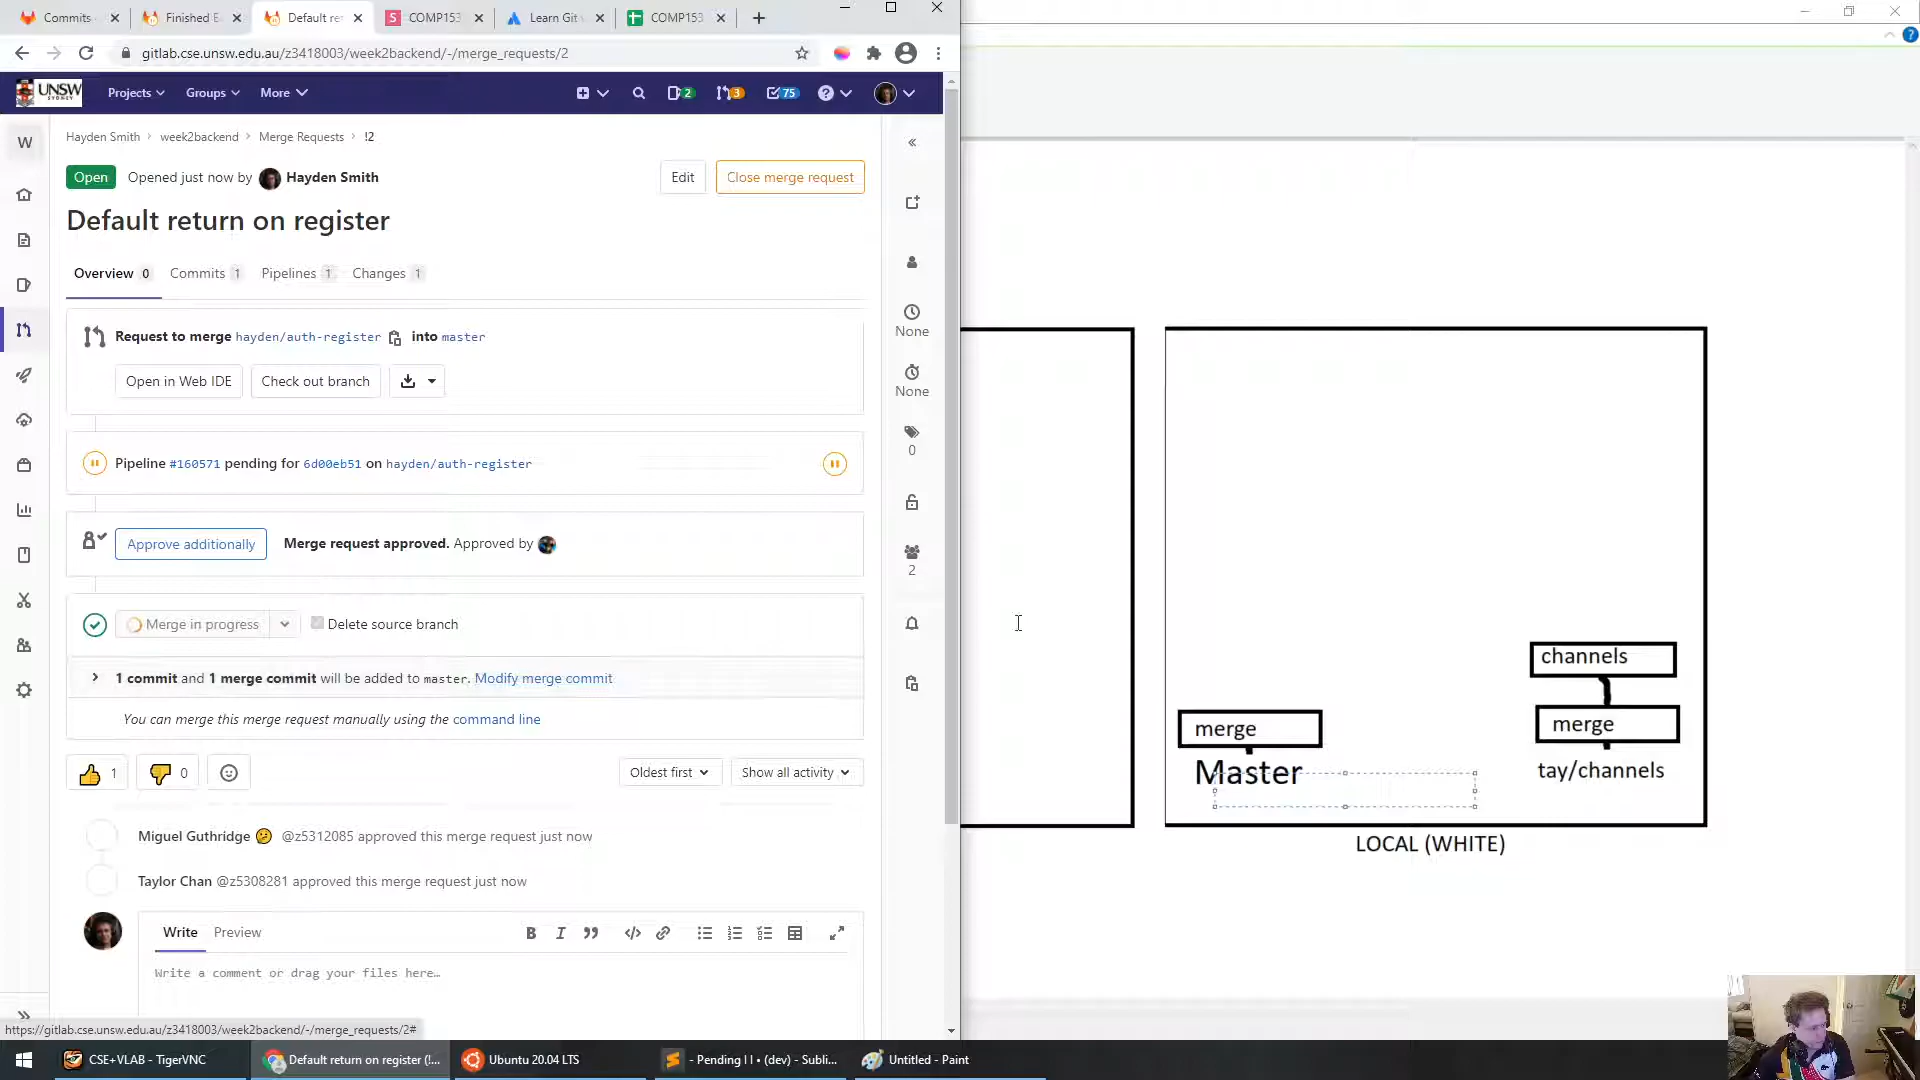 Commits
Finished E
Default re
COMP153
Learn Git
COMP153
gitlab.cse.unsw.edu.au/z3418003/week2backend/-/merge_requests/2
UNSW
SYDNEY
Projects
Groups
More
2
3
75
W
Hayden Smith
week2backend
Merge Requests
!2
Open
Opened just now by
Hayden Smith
Edit
Close merge request
Default return on register
Overview 0
Commits 1
Pipelines 1
Changes 1
Request to merge hayden/auth-register into master
Open in Web IDE
Check out branch
None
None
0
2
Pipeline #160571 pending for 6d00eb51 on hayden/auth-register
Approve additionally
Merge request approved. Approved by
Merge in progress
Delete source branch
1 commit and 1 merge commit will be added to master. Modify merge commit
You can merge this merge request manually using the command line
1
0
Oldest first
Show all activity
Miguel Guthridge @z5312085 approved this merge request just now
Taylor Chan @z5308281 approved this merge request just now
Write
Preview
Write a comment or drag your files here…
https://gitlab.cse.unsw.edu.au/z3418003/week2backend/-/merge_requests/2#
channels
merge
merge
Master
tay/channels
LOCAL (WHITE)
CSE+VLAB - TigerVNC
Default return on register (!...
Ubuntu 20.04 LTS
- Pending I I • (dev) - Subli...
Untitled - Paint